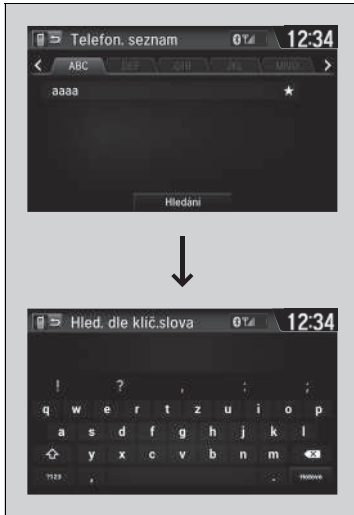 Telefon. seznam 12:34
< ABC DEF GHI JKL MNO >
aaaa ★
Hledání
Hled. dle klíč.slova 12:34
! ? , : ;
q w e r t z u i o p
a s d f g h j k l
y x c v b n m
?123 , . Hotovo